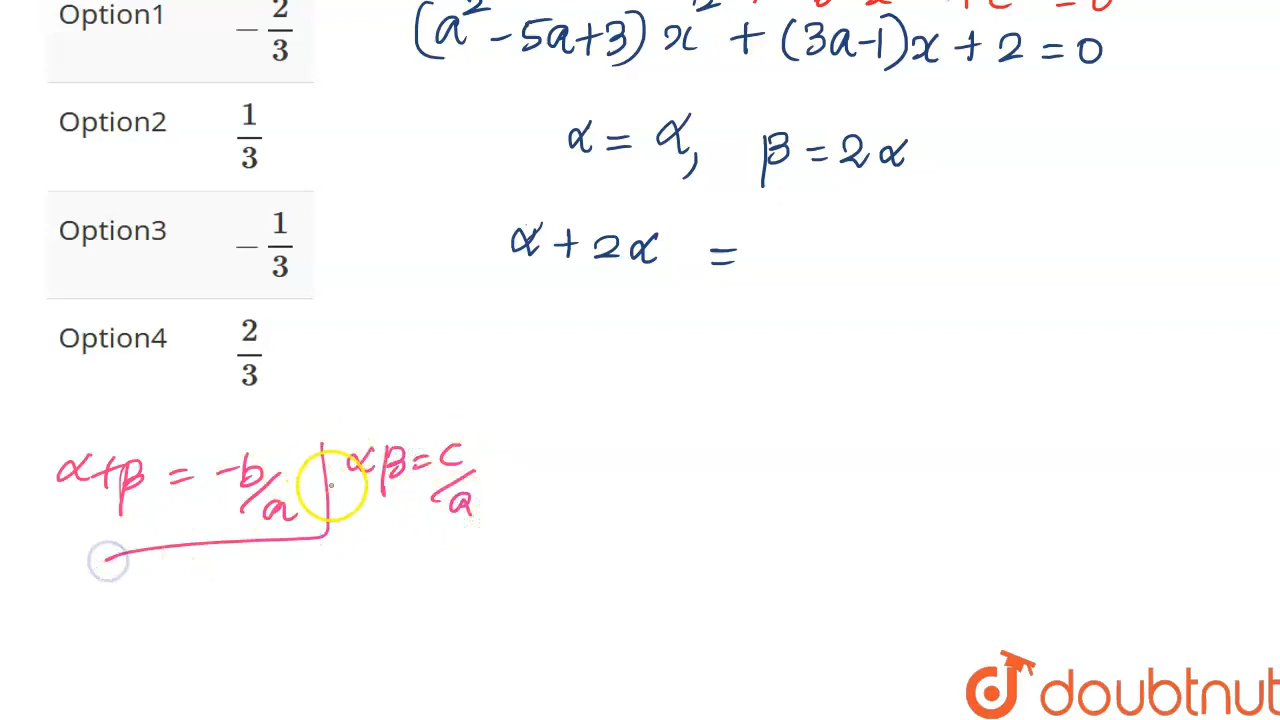 Option1 −2/3
(a² − 5a + 3) x² + (3a − 1)x + 2 = 0
Option2 1/3
α = α, β = 2α
Option3 −1/3
α + 2α =
Option4 2/3
α+β = −b/a | αβ = c/a
doubtnut